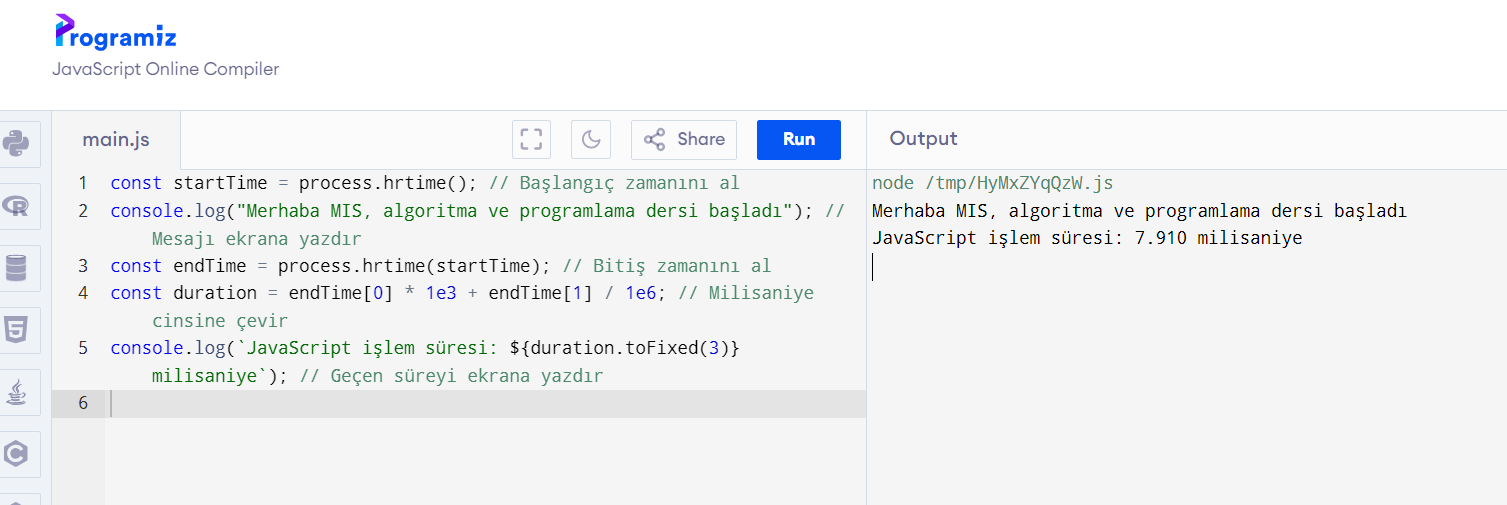 Programiz
JavaScript Online Compiler
main.js
Share
Run
Output
1 const startTime = process.hrtime(); // Başlangıç zamanını al
2 console.log("Merhaba MIS, algoritma ve programlama dersi başladı"); //
Mesajı ekrana yazdır
3 const endTime = process.hrtime(startTime); // Bitiş zamanını al
4 const duration = endTime[0] * 1e3 + endTime[1] / 1e6; // Milisaniye
cinsine çevir
5 console.log(`JavaScript işlem süresi: ${duration.toFixed(3)}
milisaniye`); // Geçen süreyi ekrana yazdır
6
node /tmp/HyMxZYqQzW.js
Merhaba MIS, algoritma ve programlama dersi başladı
JavaScript işlem süresi: 7.910 milisaniye